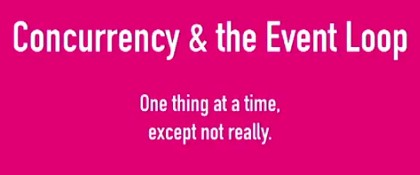 Concurrency & the Event Loop
One thing at a time,
except not really.